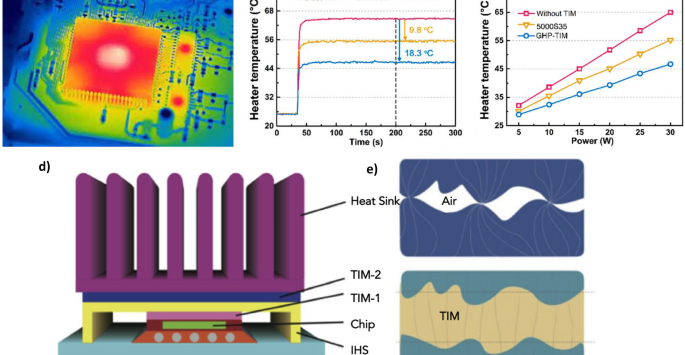 Heater temperature (°C)
68
56
44
32
20
9.8 °C
18.3 °C
0
50
100
150
200
250
300
Time (s)
Heater temperature (°C)
65
55
45
35
25
Without TIM
5000S35
GHP-TIM
5
10
15
20
25
30
Power (W)
d)
Heat Sink
TIM-2
TIM-1
Chip
IHS
e)
Air
TIM